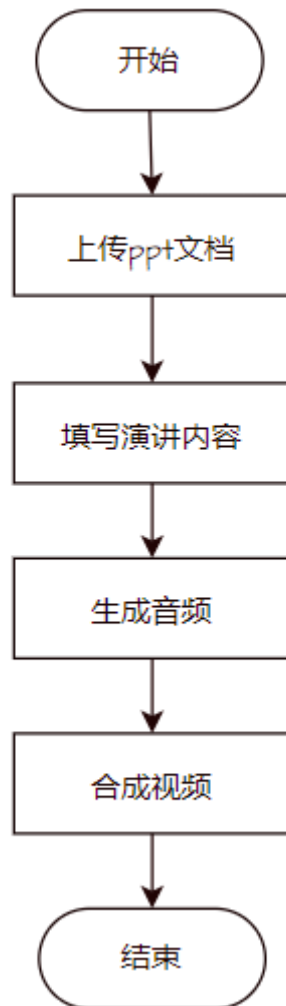 开始
上传ppt文档
填写演讲内容
生成音频
合成视频
结束